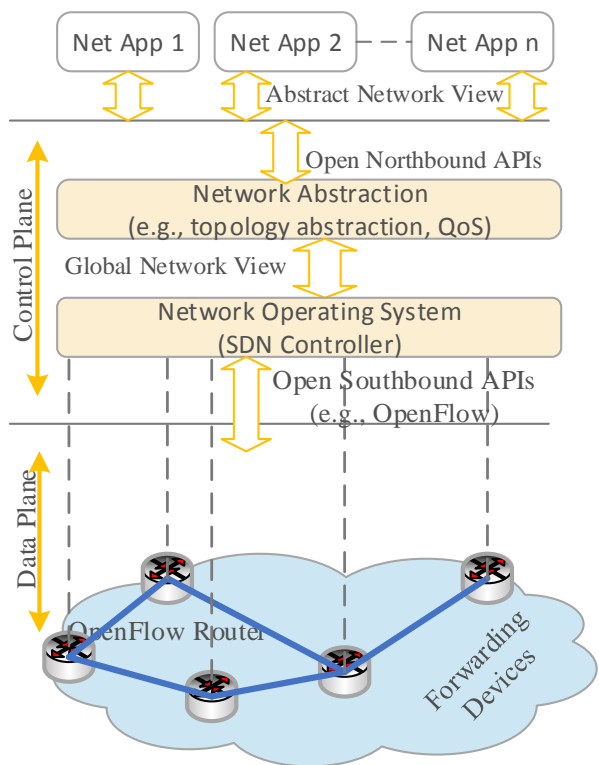 Net App 1
Net App 2
Net App n
Abstract Network View
Open Northbound APIs
Network Abstraction
(e.g., topology abstraction, QoS)
Global Network View
Network Operating System
(SDN Controller)
Open Southbound APIs
(e.g., OpenFlow)
Control Plane
Data Plane
OpenFlow Router
Forwarding
Devices